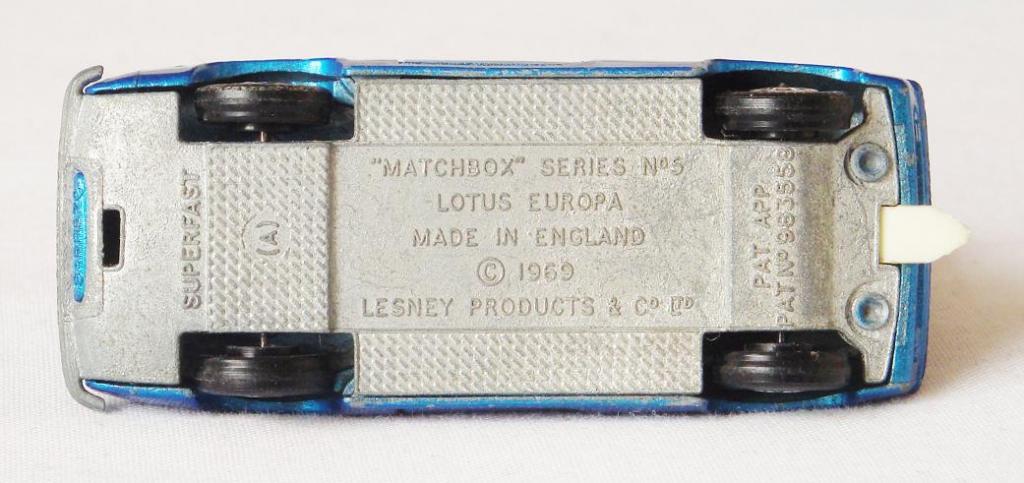 SUPERFAST
(A)
"MATCHBOX" SERIES Nº5
LOTUS EUROPA
MADE IN ENGLAND
© 1969
LESNEY PRODUCTS & Cº LTD
PAT APP
PAT Nº 983558